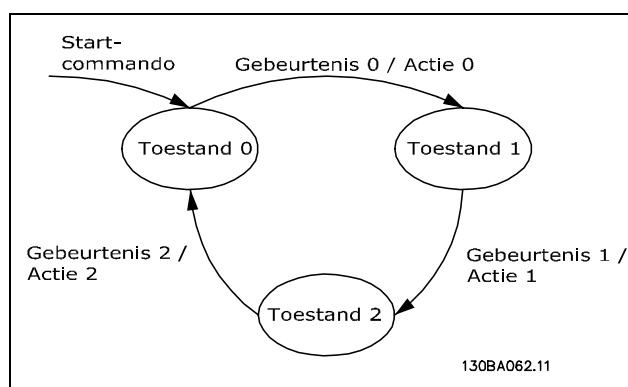 Start-
commando
Gebeurtenis 0 / Actie 0
Toestand 0
Toestand 1
Gebeurtenis 2 /
Actie 2
Gebeurtenis 1 /
Actie 1
Toestand 2
130BA062.11